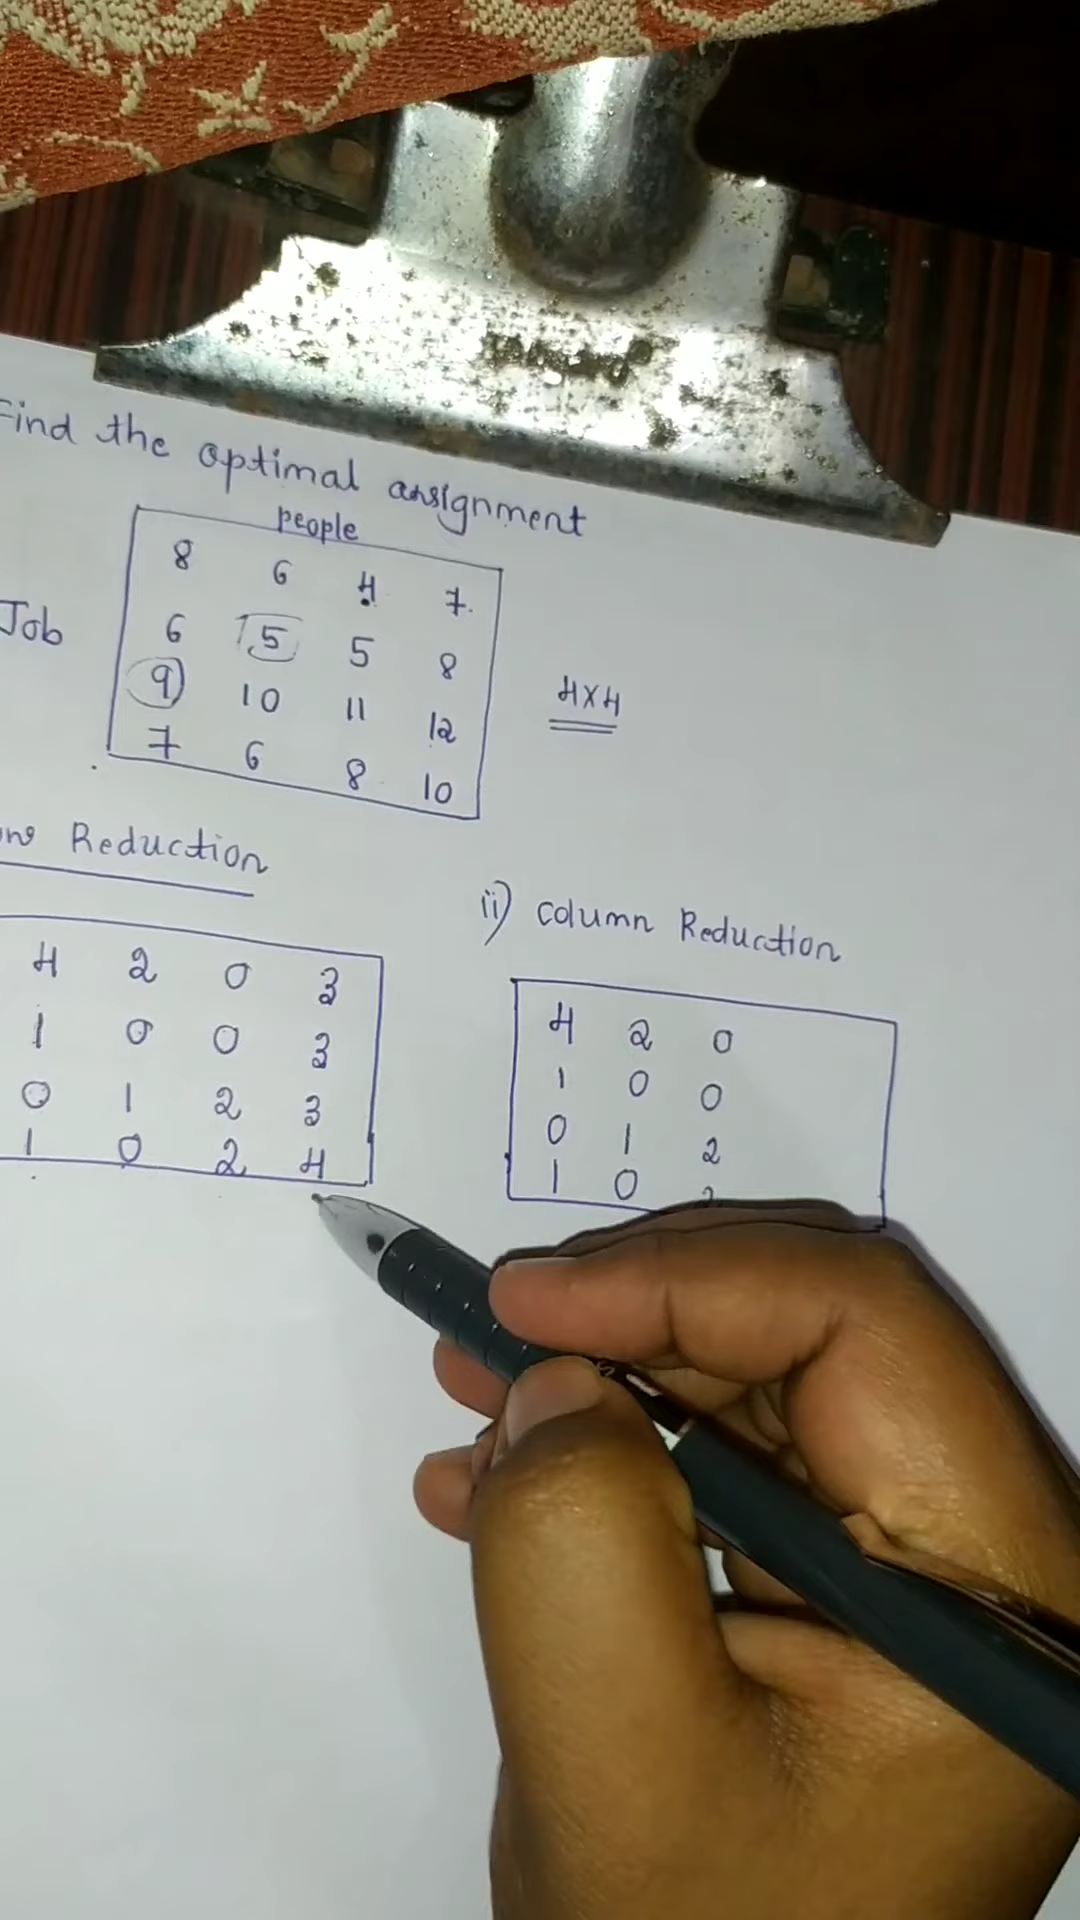 Find the optimal assignment
people
8 6 4 7
Job
6 5 5 8
9 10 11 12
7 6 8 10
4x4
Reduction
4 2 0 3
1 0 0 3
0 1 2 3
1 0 2 4
ii) Column Reduction
4 2 0
1 0 0
0 1 2
1 0 2